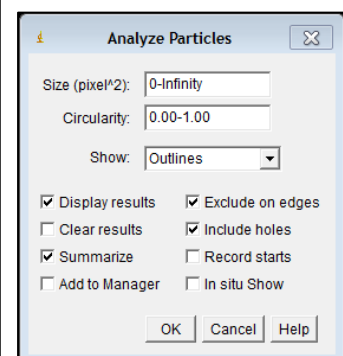 Analyze Particles
Size (pixel^2): 0-Infinity
Circularity: 0.00-1.00
Show: Outlines
Display results Exclude on edges
Clear results Include holes
Summarize Record starts
Add to Manager In situ Show
OK Cancel Help